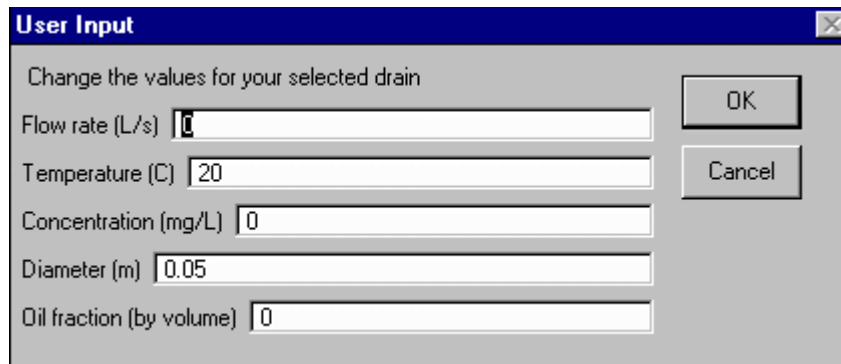 User Input
Change the values for your selected drain
OK
Flow rate (L/s) 0
Temperature (C) 20
Cancel
Concentration (mg/L) 0
Diameter (m) 0.05
Oil fraction (by volume) 0